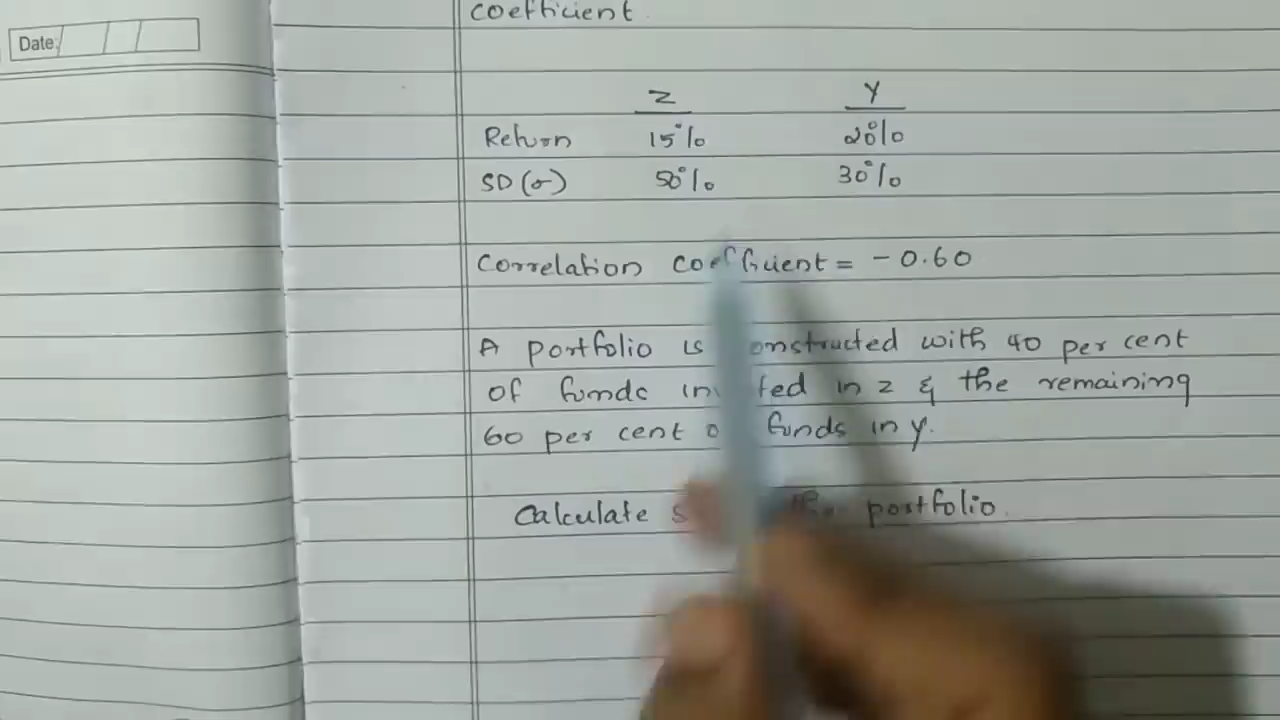 coefficient
Date:
Z Y
Return 15% 20%
SD(σ) 50% 30%
Correlation coefficient = -0.60
A portfolio is constructed with 40 per cent
of funds in z & the remaining
60 per cent funds in y.
Calculate portfolio.